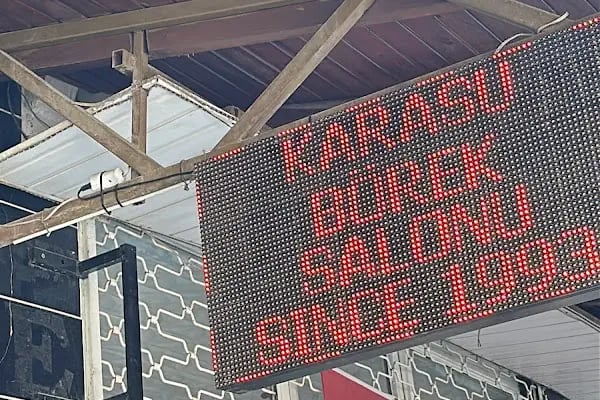 KARASU
BÖREK
SALONU
SINCE 1993